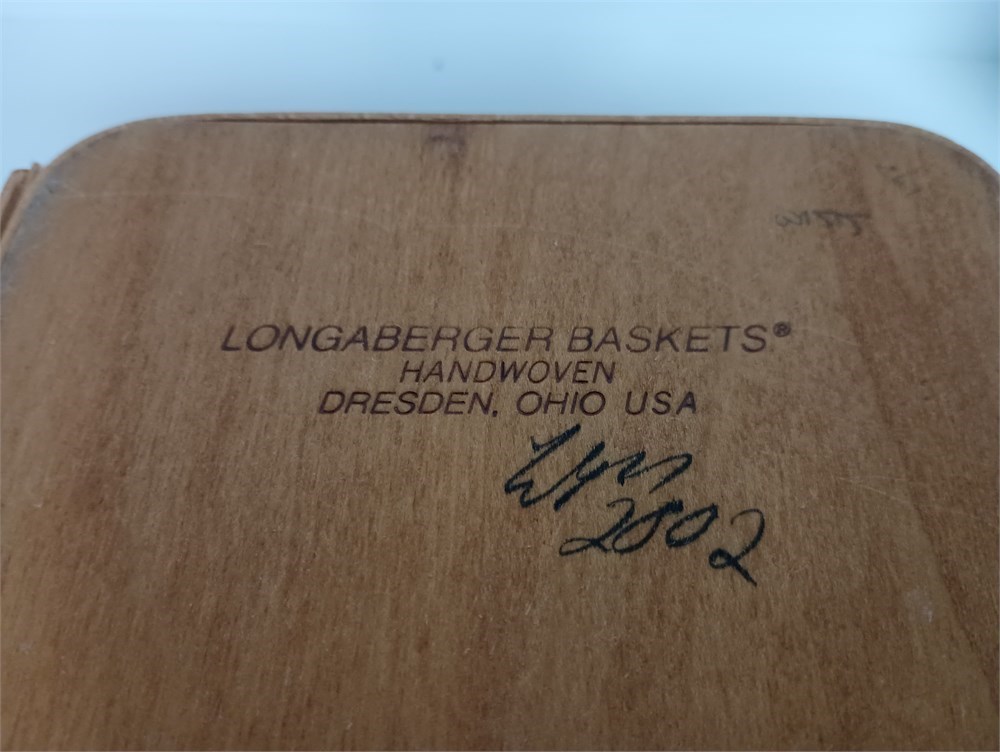 LONGABERGER BASKETS®
HANDWOVEN
DRESDEN, OHIO USA
2002